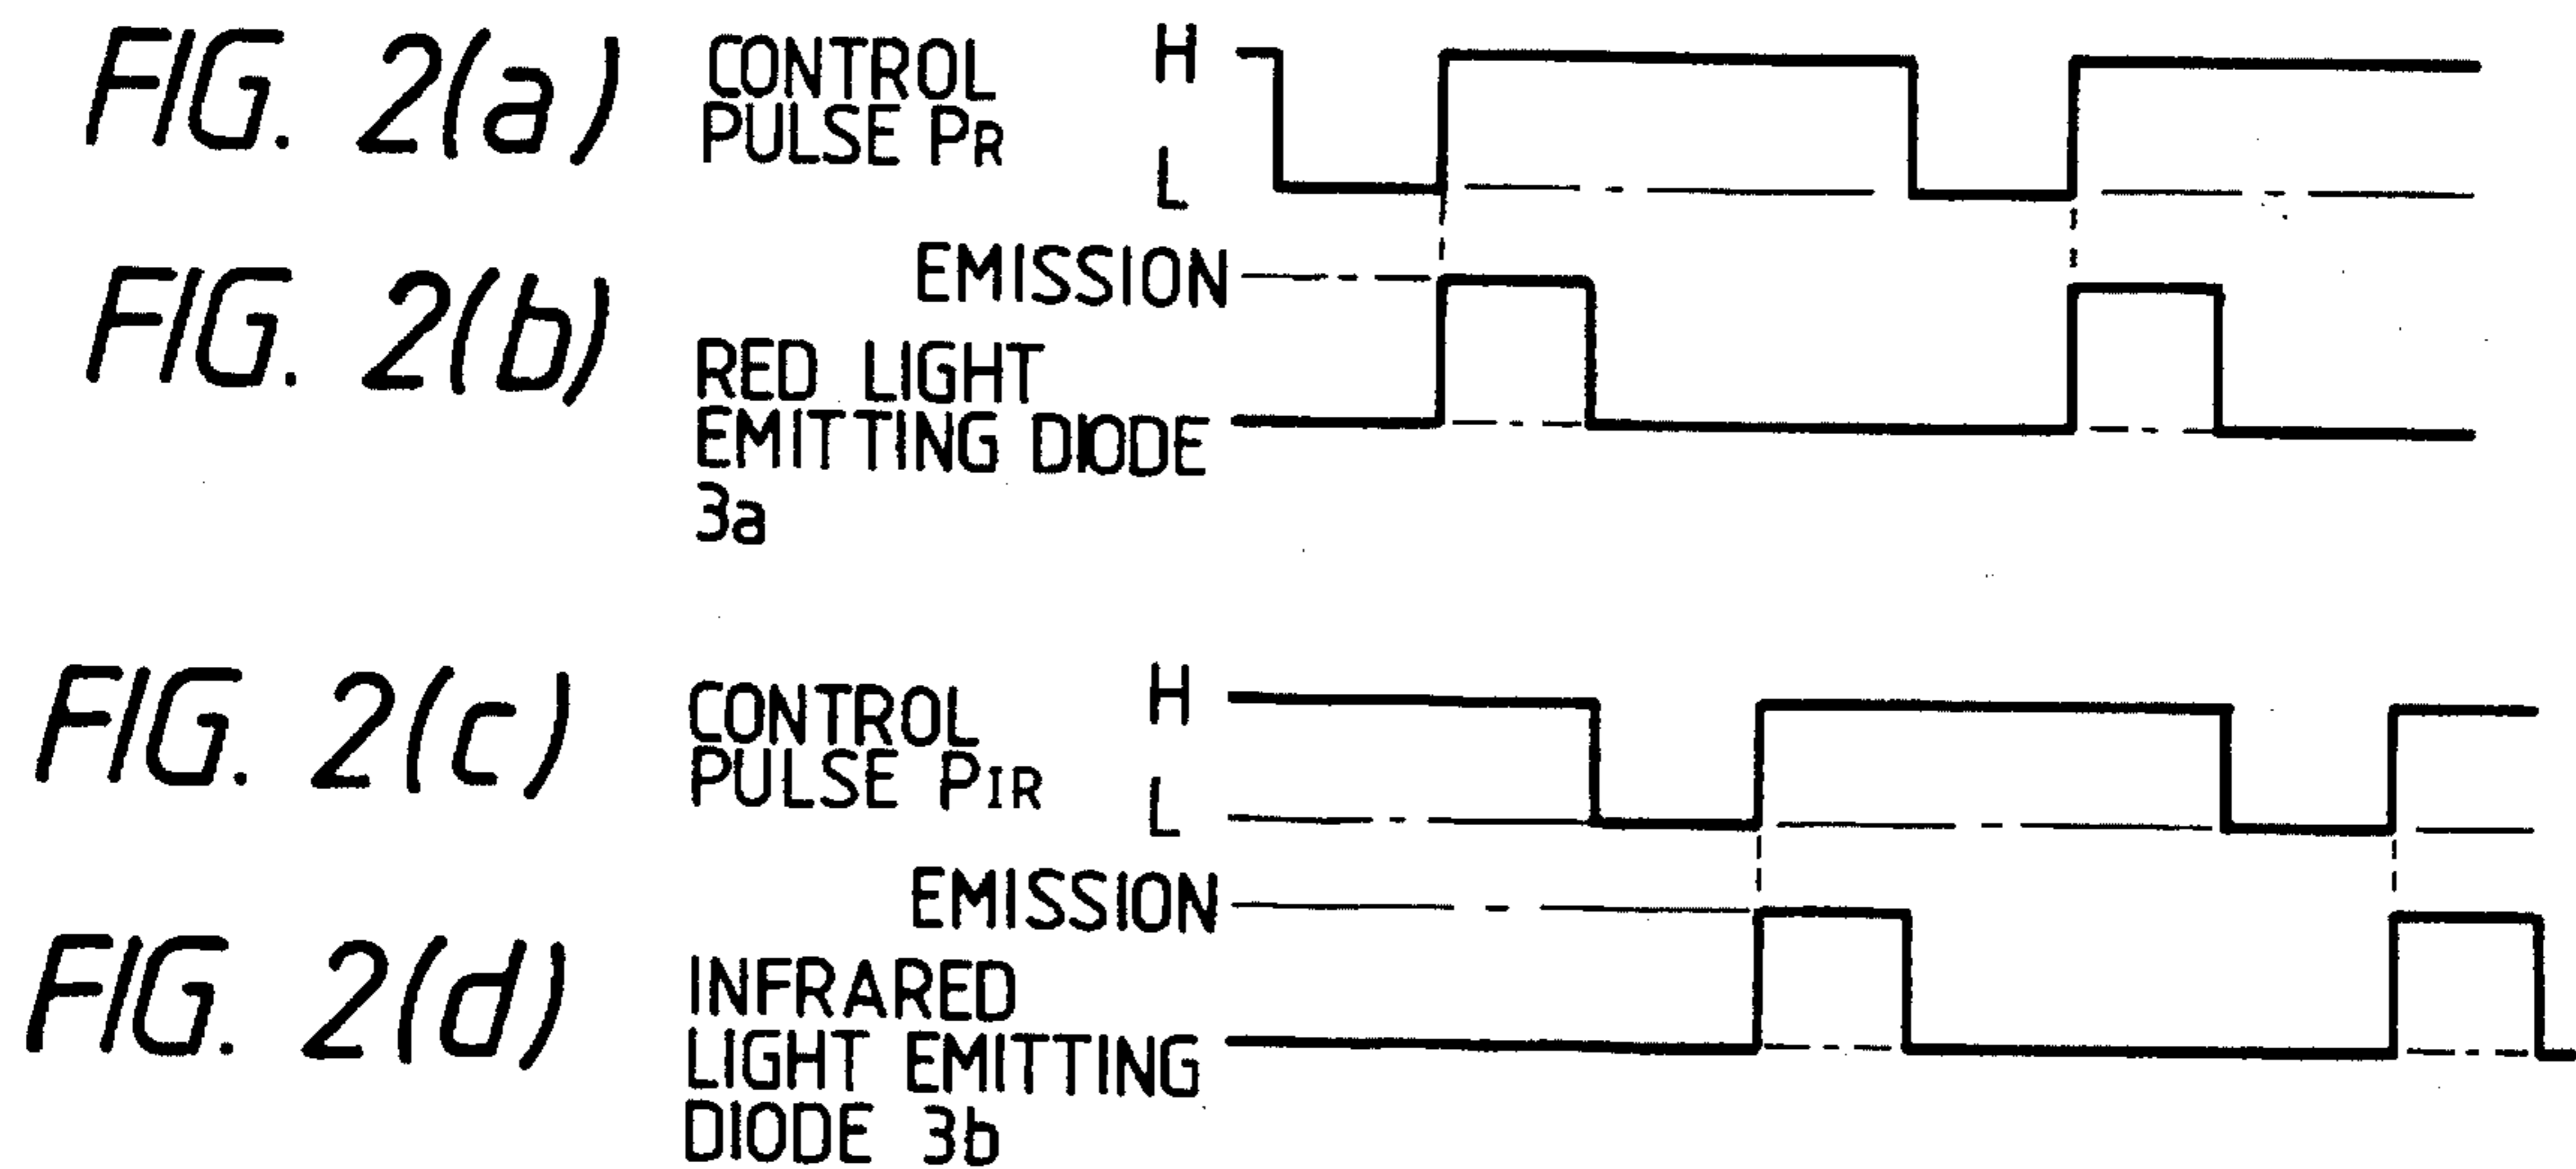 FIG. 2(a)
CONTROL
PULSE PR
H
L
FIG. 2(b)
EMISSION
RED LIGHT
EMITTING DIODE
3a
FIG. 2(c)
CONTROL
PULSE PIR
H
L
FIG. 2(d)
EMISSION
INFRARED
LIGHT EMITTING
DIODE 3b